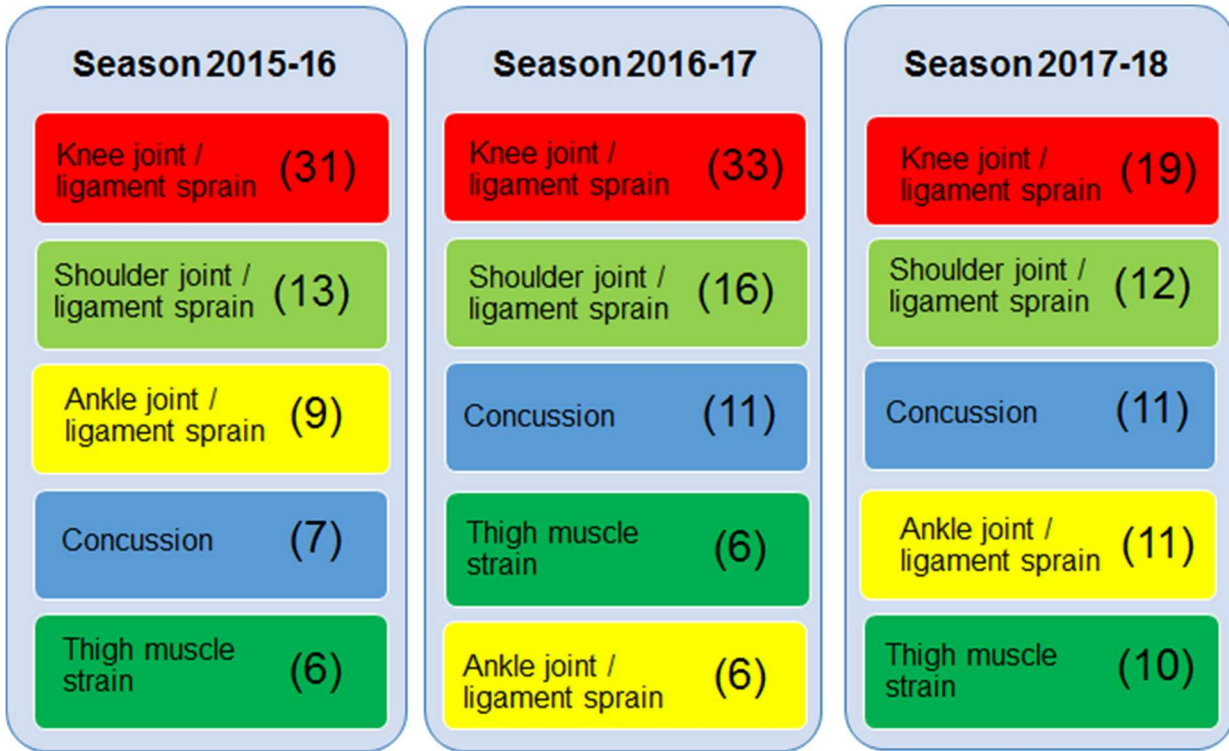 Season 2015-16
Knee joint /
ligament sprain (31)
Shoulder joint /
ligament sprain (13)
Ankle joint /
ligament sprain (9)
Concussion (7)
Thigh muscle
strain (6)
Season 2016-17
Knee joint /
ligament sprain (33)
Shoulder joint /
ligament sprain (16)
Concussion (11)
Thigh muscle
strain (6)
Ankle joint /
ligament sprain (6)
Season 2017-18
Knee joint /
ligament sprain (19)
Shoulder joint /
ligament sprain (12)
Concussion (11)
Ankle joint /
ligament sprain (11)
Thigh muscle
strain (10)